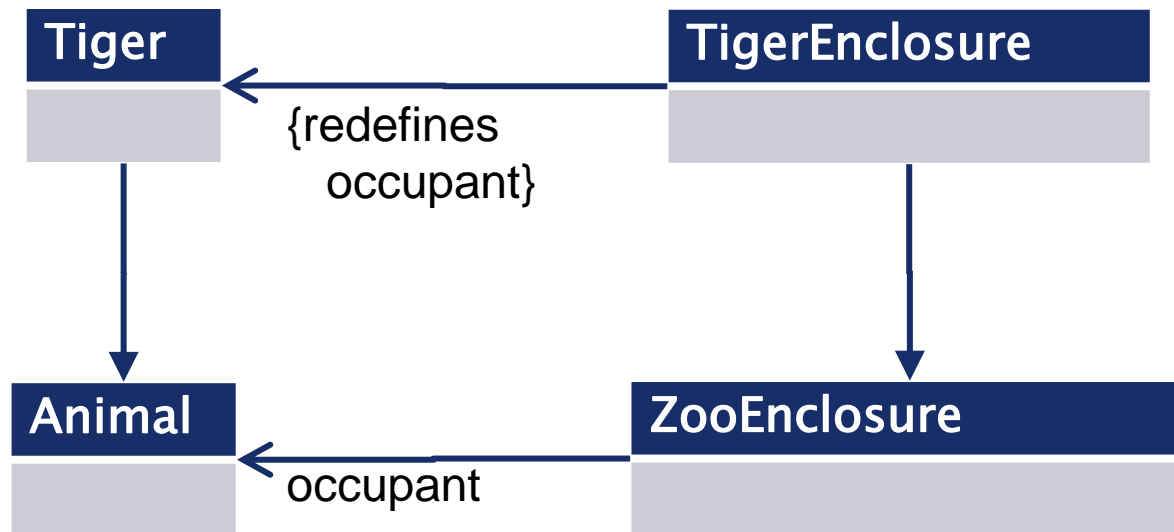 Tiger
TigerEnclosure
{redefines
occupant}
Animal
ZooEnclosure
occupant